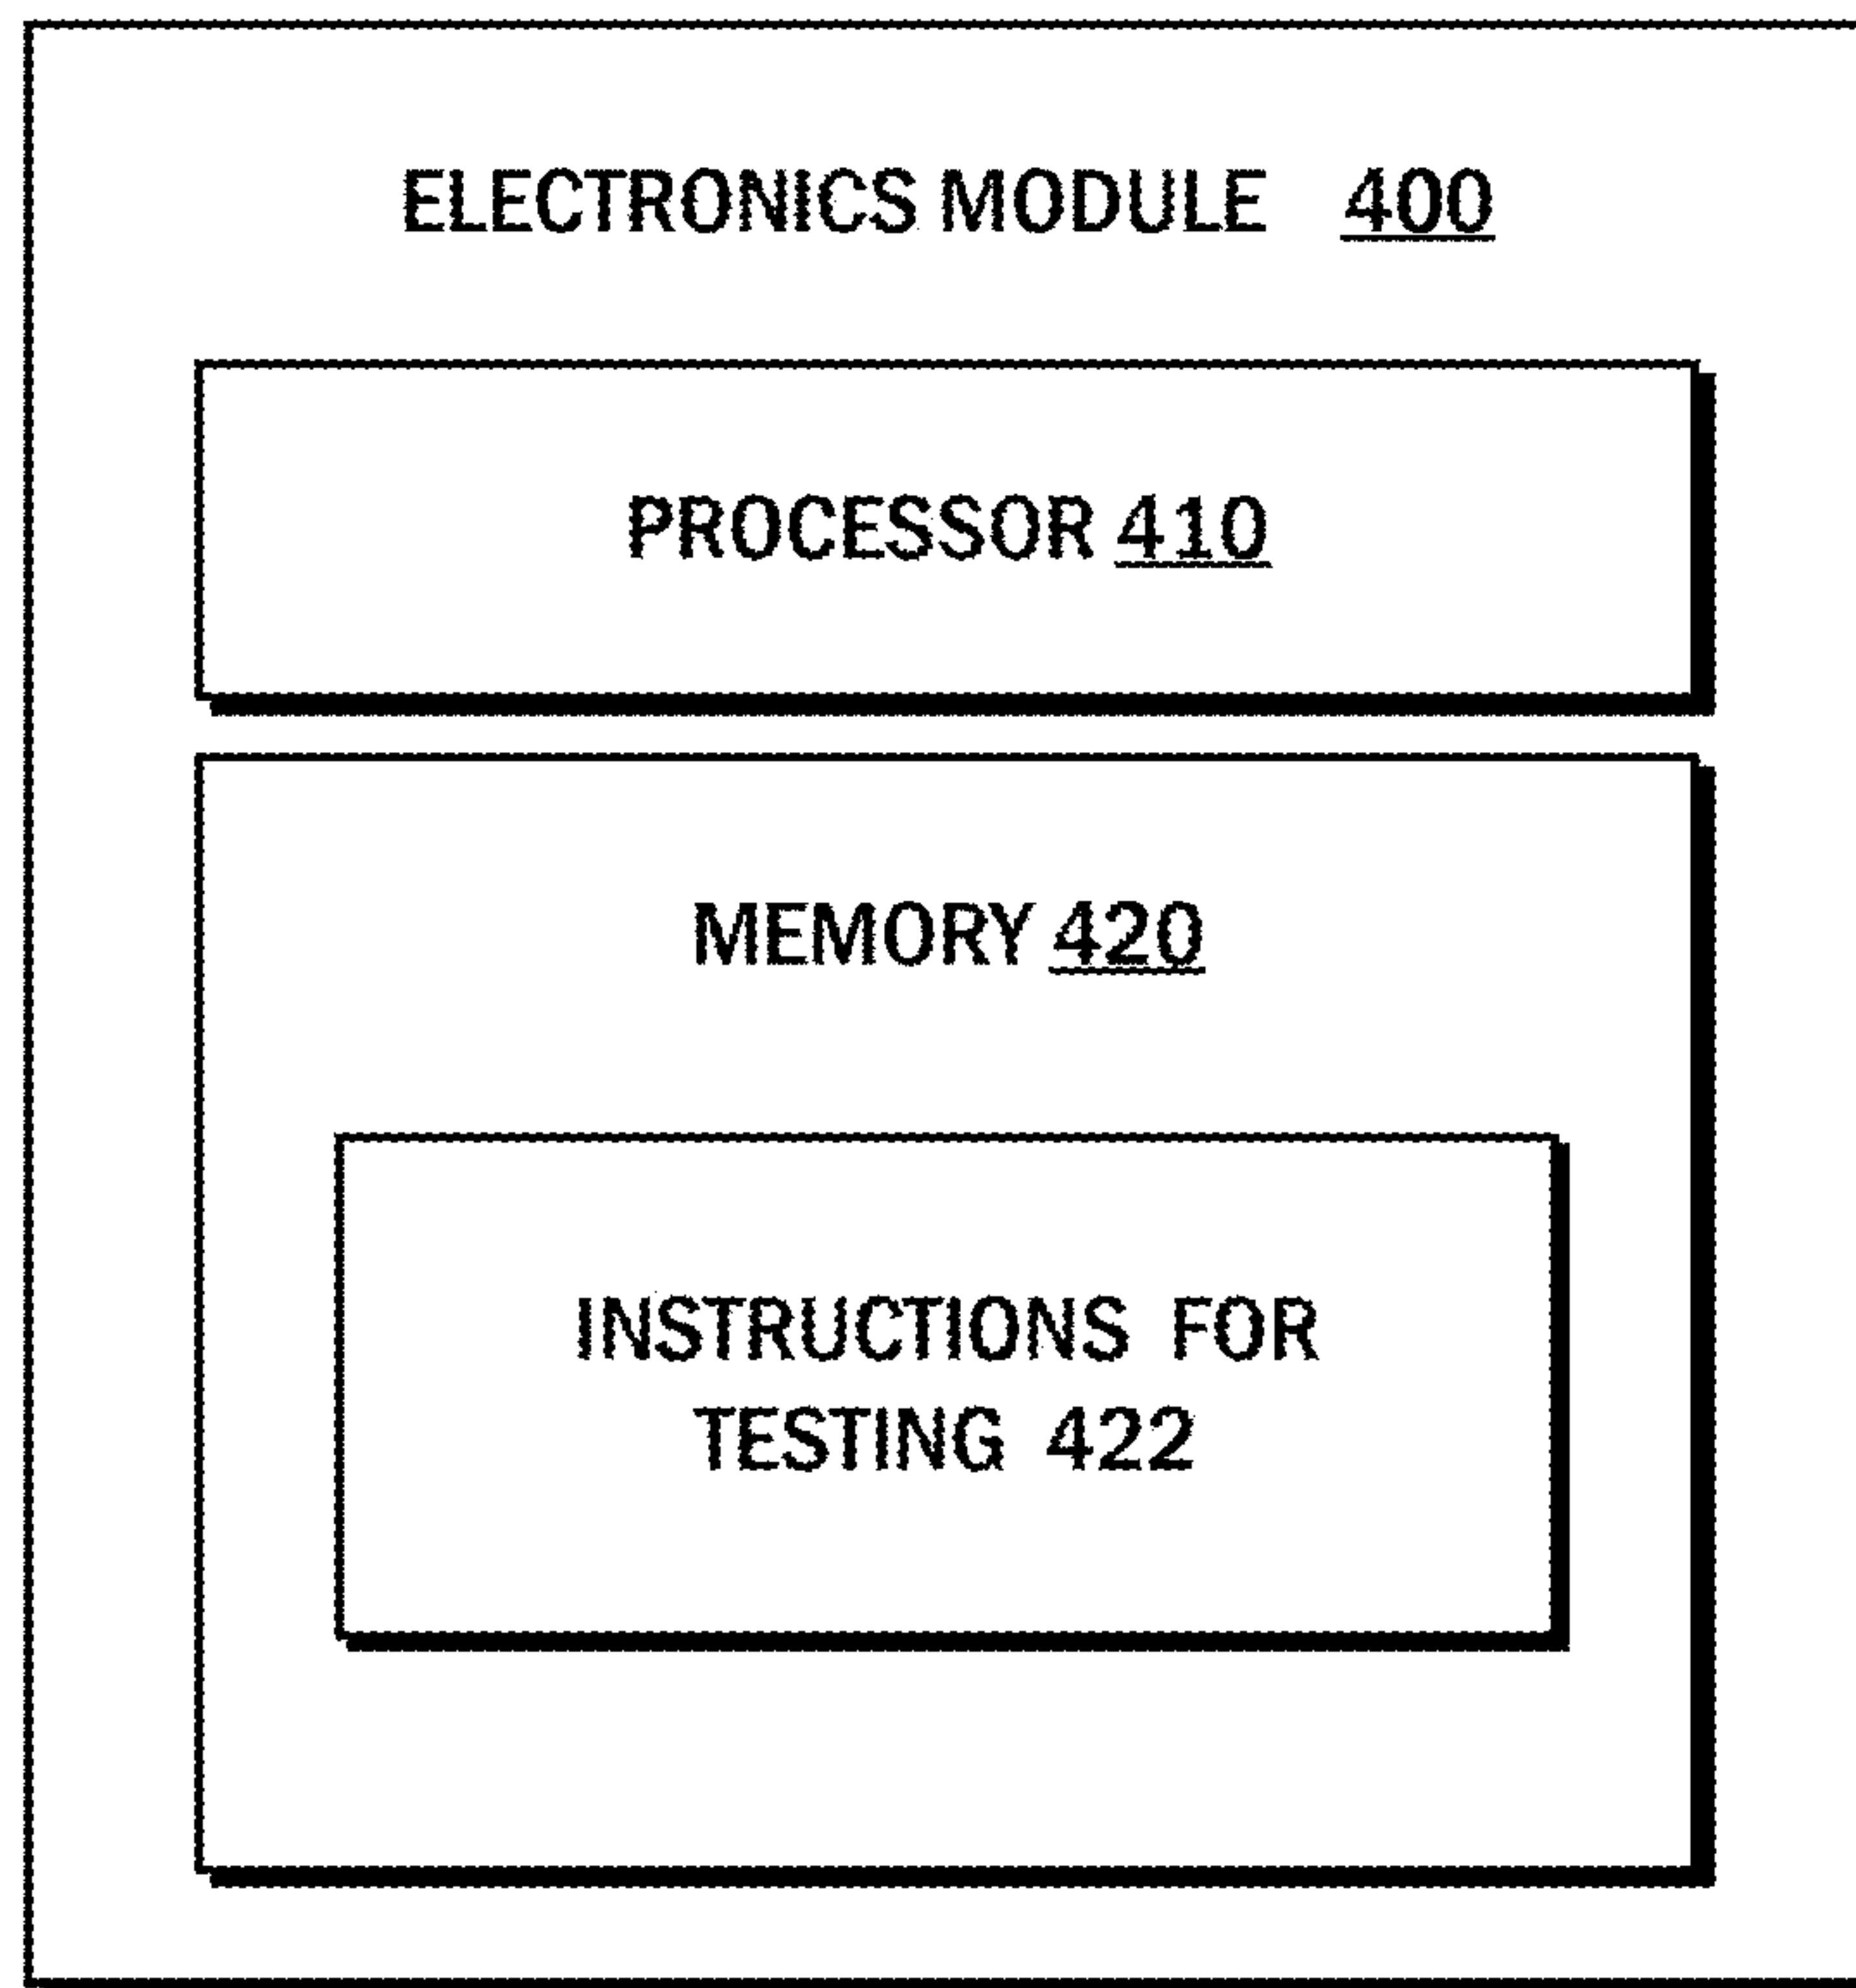 ELECTRONICS MODULE 400
PROCESSOR 410
MEMORY 420
INSTRUCTIONS FOR
TESTING 422